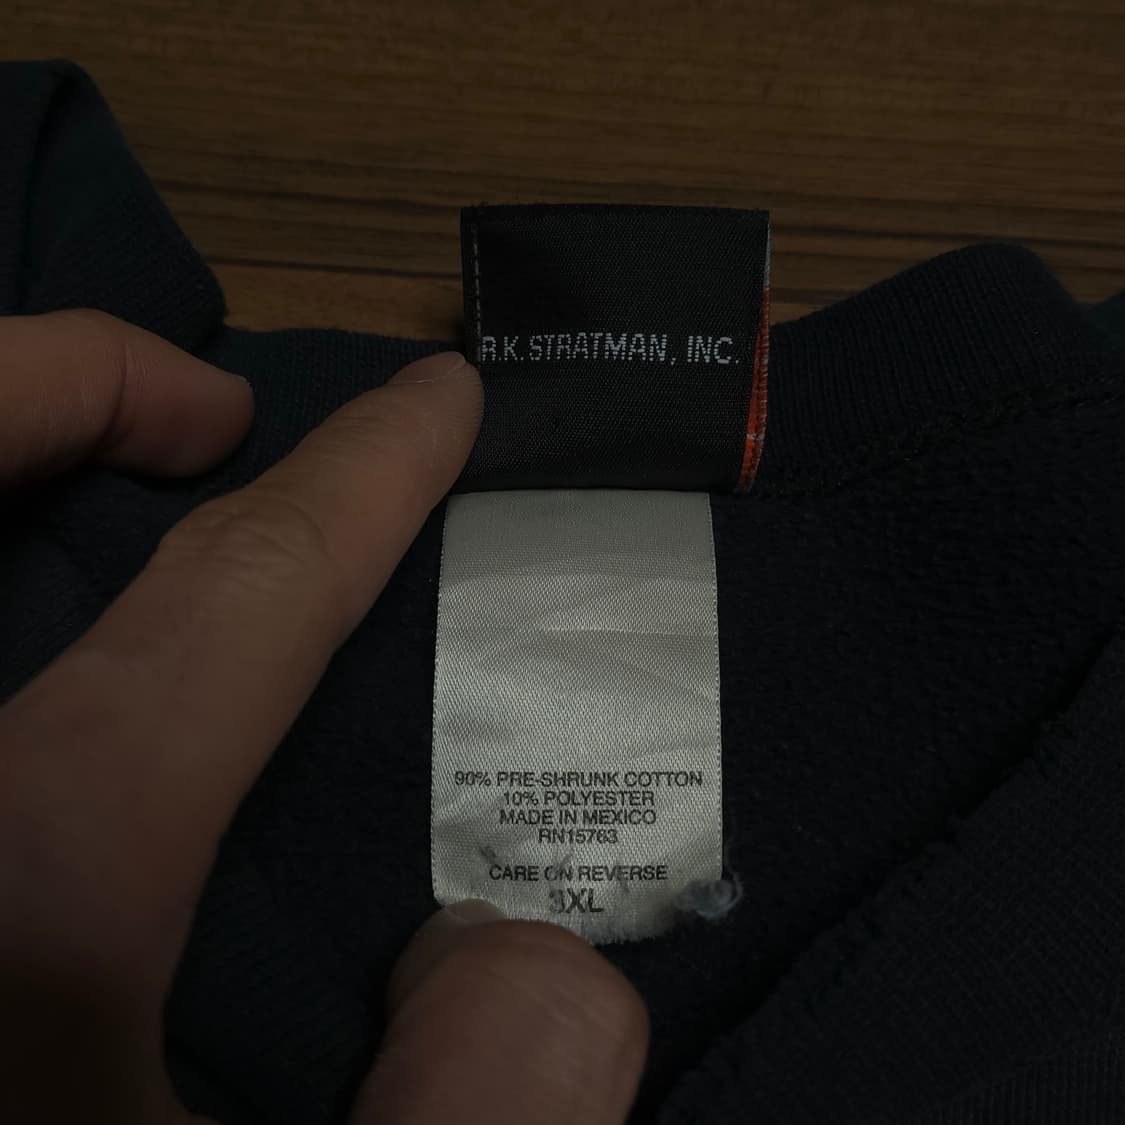 R.K. STRATMAN, INC.
90% PRE-SHRUNK COTTON
10% POLYESTER
MADE IN MEXICO
RN15763
CARE ON REVERSE
3XL